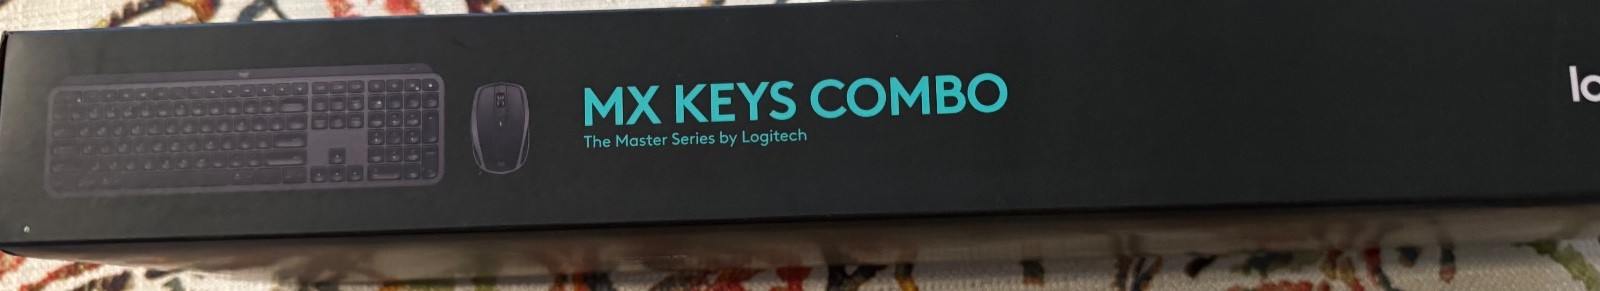 MX KEYS COMBO
The Master Series by Logitech